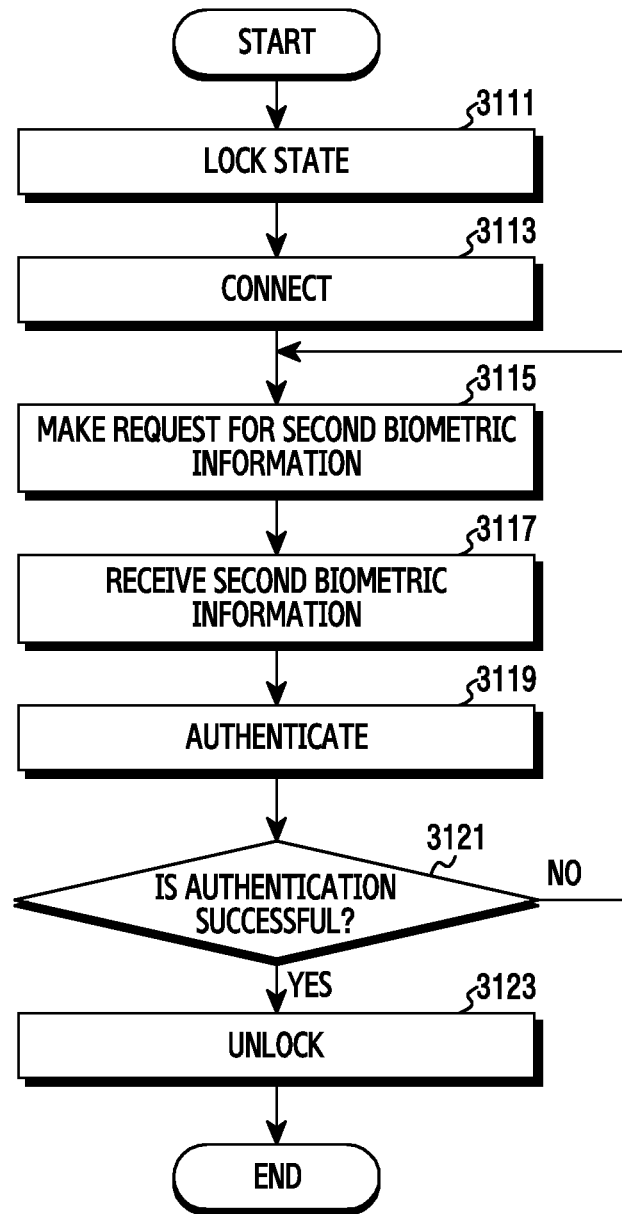 START
3111
LOCK STATE
3113
CONNECT
3115
MAKE REQUEST FOR SECOND BIOMETRIC
INFORMATION
3117
RECEIVE SECOND BIOMETRIC
INFORMATION
3119
AUTHENTICATE
3121
IS AUTHENTICATION
SUCCESSFUL?
NO
YES
3123
UNLOCK
END